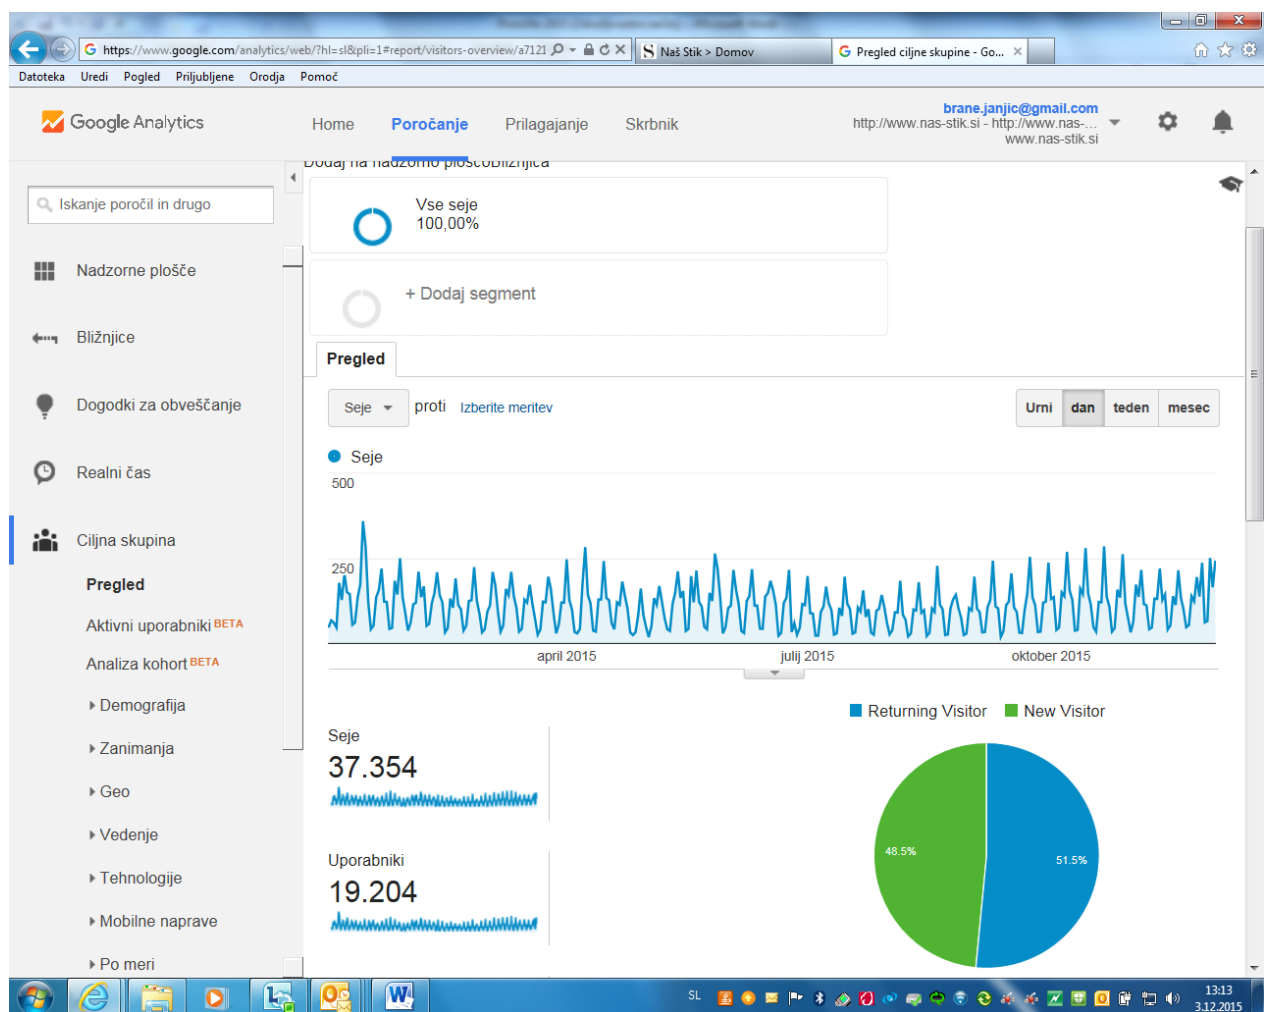 https://www.google.com/analytics/web/?hl=sl&pli=1#report/visitors-overview/a7121
Naš Stik > Domov
Pregled ciljne skupine - Go...
Datoteka Uredi Pogled Priljubljene Orodja Pomoč
Google Analytics
Home Poročanje Prilagajanje Skrbnik
brane.janjic@gmail.com
http://www.nas-stik.si - http://www.nas-...
www.nas-stik.si
Dodaj na nadzorno ploščoBližnjica
Iskanje poročil in drugo
Vse seje
100,00%
Nadzorne plošče
+ Dodaj segment
Bližnjice
Pregled
Dogodki za obveščanje
Seje proti Izberite meritev
Urni dan teden mesec
Seje
Realni čas
500
250
april 2015 julij 2015 oktober 2015
Ciljna skupina
Pregled
Aktivni uporabniki BETA
Analiza kohort BETA
Demografija
Zanimanja
Geo
Vedenje
Tehnologije
Mobilne naprave
Po meri
Returning Visitor New Visitor
Seje
37.354
Uporabniki
19.204
48.5%
51.5%
SL
13:13
3.12.2015